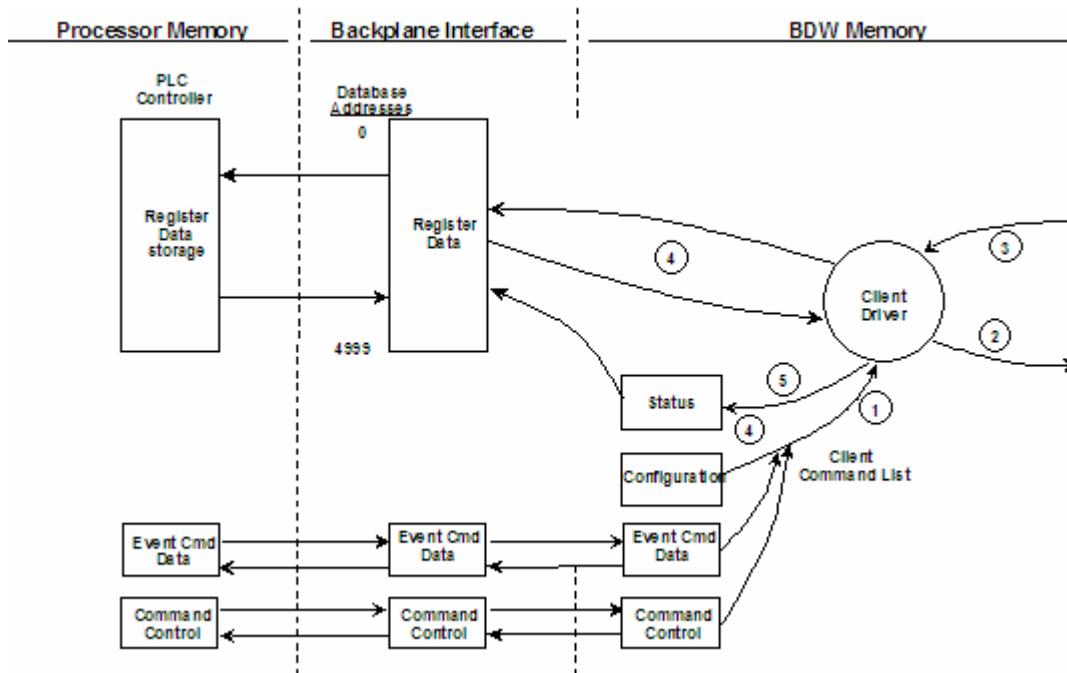 Processor Memory
Backplane Interface
BDW Memory
PLC
Controller
Database
Addresses
0
Register
Data
storage
Register
Data
4999
4
3
Client
Driver
2
5
Status
4
1
Configuration
Client
Command List
Event Cmd
Data
Event Cmd
Data
Event Cmd
Data
Command
Control
Command
Control
Command
Control